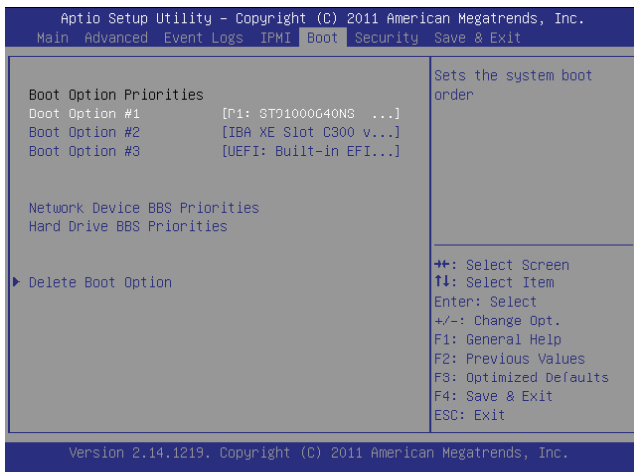 Aptio Setup Utility – Copyright (C) 2011 American Megatrends, Inc.
Main Advanced Event Logs IPMI Boot Security Save & Exit
Boot Option Priorities
Boot Option #1 [P1: ST91000640NS ...]
Boot Option #2 [IBA XE Slot C300 v...]
Boot Option #3 [UEFI: Built-in EFI...]
Network Device BBS Priorities
Hard Drive BBS Priorities
▶ Delete Boot Option
Sets the system boot
order
→←: Select Screen
↑↓: Select Item
Enter: Select
+/-: Change Opt.
F1: General Help
F2: Previous Values
F3: Optimized Defaults
F4: Save & Exit
ESC: Exit
Version 2.14.1219. Copyright (C) 2011 American Megatrends, Inc.